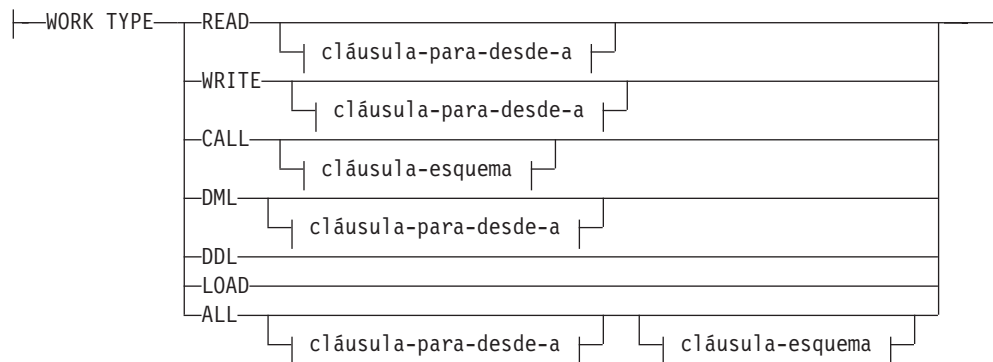 WORK TYPE READ
cláusula-para-desde-a
WRITE
cláusula-para-desde-a
CALL
cláusula-esquema
DML
cláusula-para-desde-a
DDL
LOAD
ALL
cláusula-para-desde-a cláusula-esquema